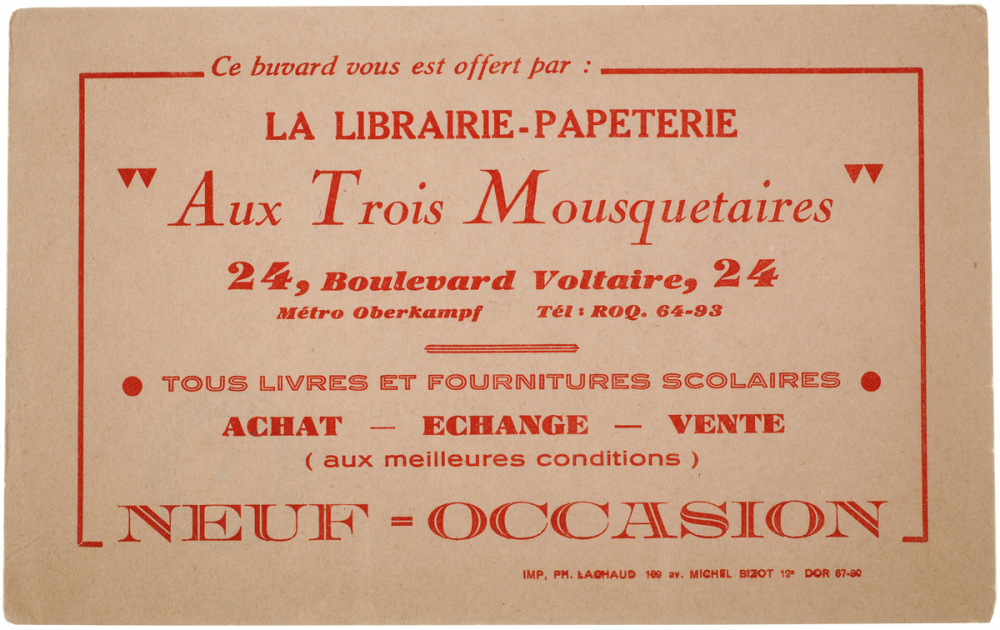 Ce buvard vous est offert par :
LA LIBRAIRIE-PAPETERIE
" Aux Trois Mousquetaires "
24, Boulevard Voltaire, 24
Métro Oberkampf Tél : ROQ. 64-93
● TOUS LIVRES ET FOURNITURES SCOLAIRES ●
ACHAT — ECHANGE — VENTE
( aux meilleures conditions )
NEUF = OCCASION
IMP. PH. LACHAUD 169 av. MICHEL BIZOT 12e DOR 67-90